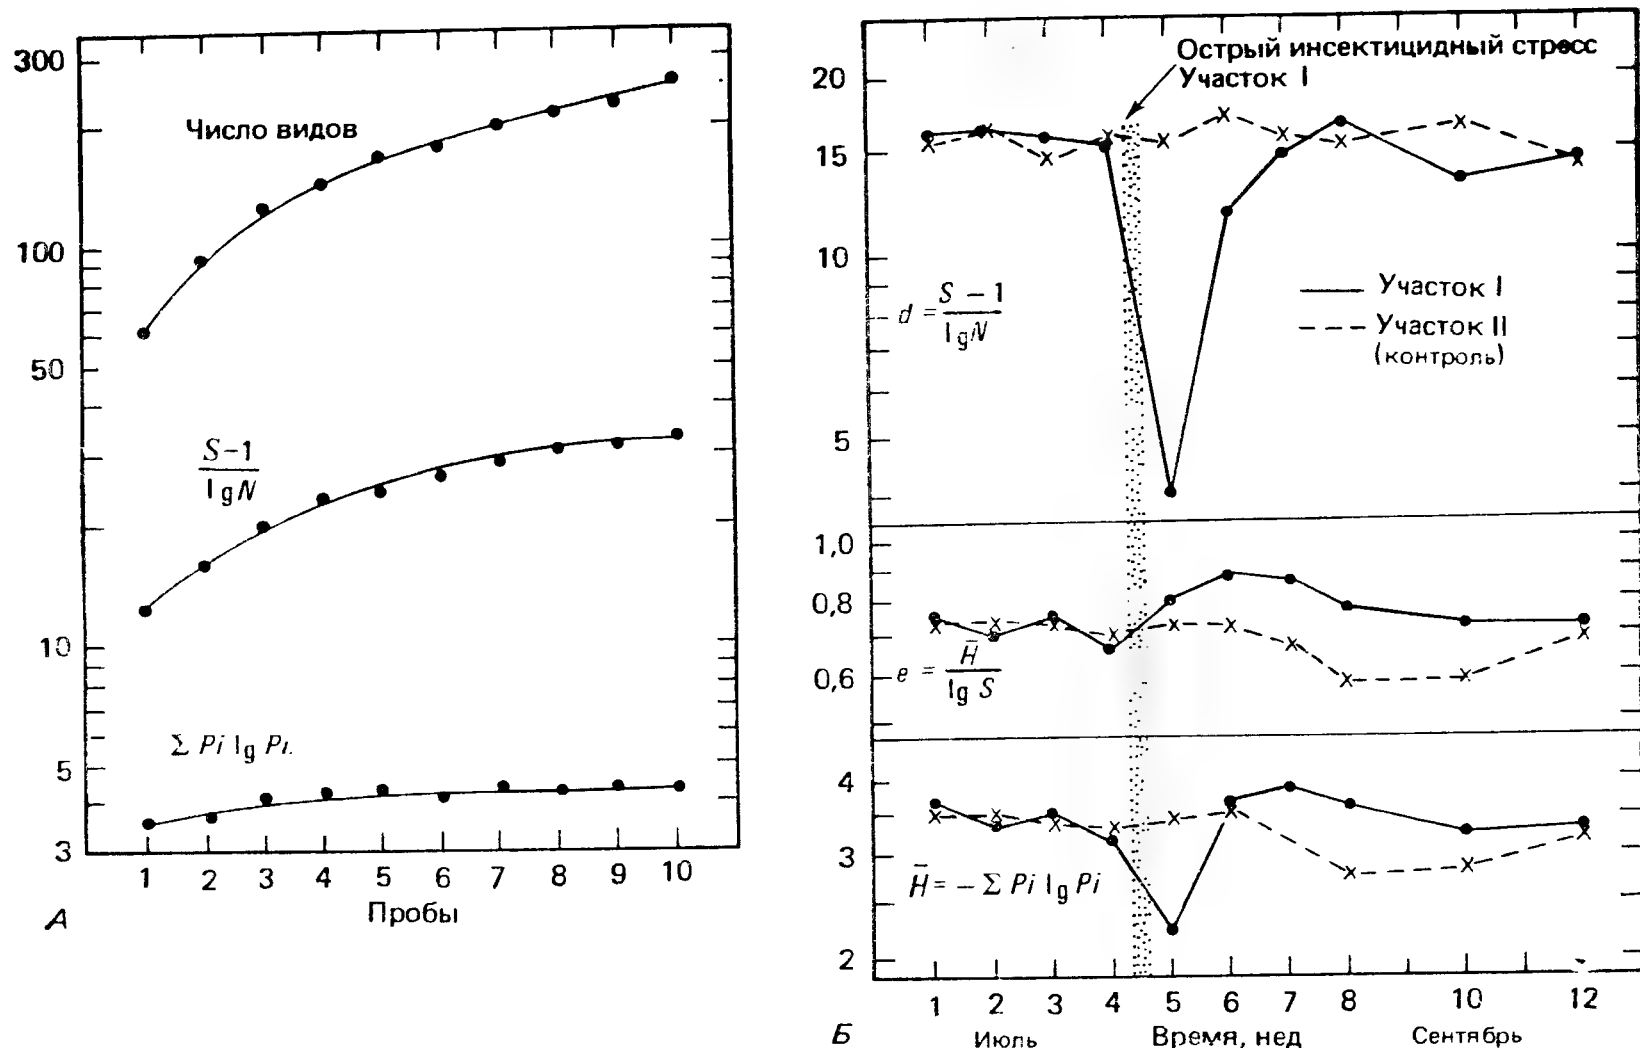 300
100
50
10
5
3
Число видов
S–1
lgN
Σ Pi lg Pi.
1 2 3 4 5 6 7 8 9 10
Пробы
А
Острый инсектицидный стресс
Участок I
20
15
10
5
d = S – 1
lgN
Участок I
Участок II
(контроль)
1,0
0,8
0,6
e = H̄
lg S
4
3
2
H̄ = – Σ Pi lg Pi
1 2 3 4 5 6 7 8 10 12
Б Июль Время, нед Сентябрь